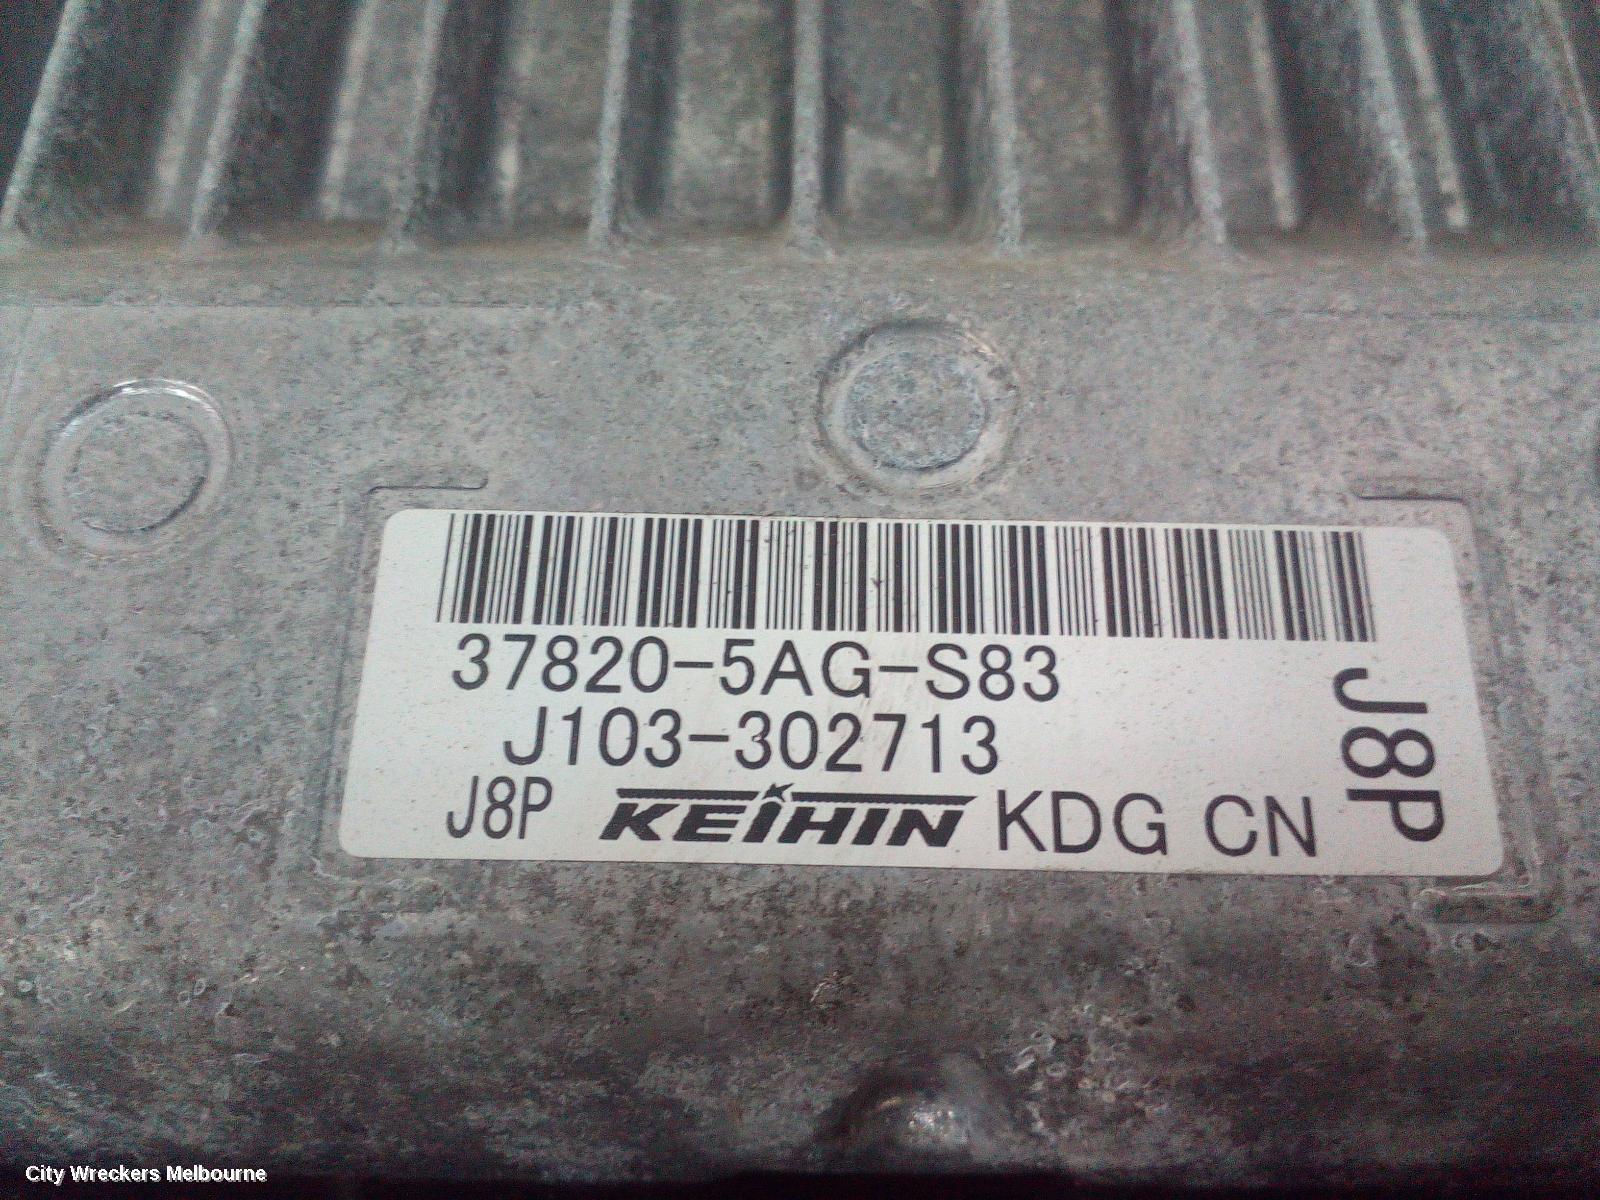 37820-5AG-S83
J103-302713
J8P KEIHIN KDG CN
J8P
City Wreckers Melbourne